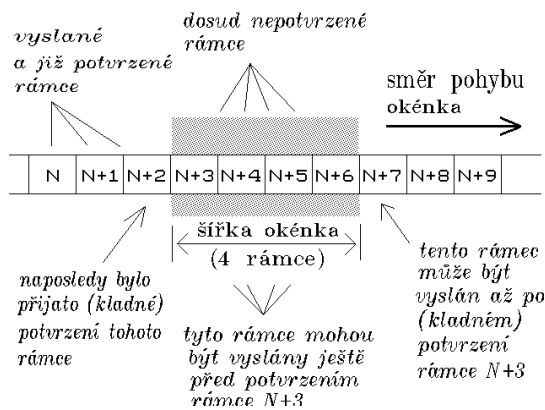 vyslané
a již potvrzené
rámce
dosud nepotvrzené
rámce
směr pohybu
okénka
N N+1 N+2 N+3 N+4 N+5 N+6 N+7 N+8 N+9
šířka okénka
(4 rámce)
naposledy bylo
přijato (kladné)
potvrzení tohoto
rámce
tyto rámce mohou
být vyslány ještě
před potvrzením
rámce N+3
tento rámec
může být
vyslán až po
(kladném)
potvrzení
rámce N+3